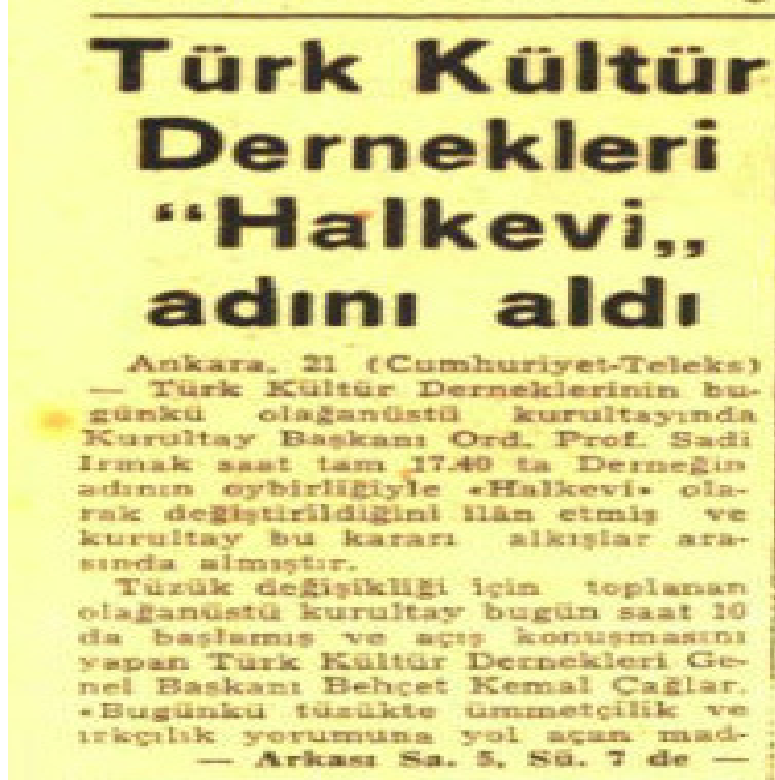 Türk Kültür
Dernekleri
“Halkevi„
adını aldı
Ankara, 21 (Cumhuriyet-Teleks)
— Türk Kültür Derneklerinin bu-
günkü olağanüstü kurultayında
Kurultay Başkanı Ord. Prof. Sadi
Irmak saat tam 17.40 ta Derneğin
adının oybirliğiyle «Halkevi» ola-
rak değiştirildiğini ilân etmiş ve
kurultay bu kararı alkışlar ara-
sında almıştır.
Tüzük değişikliği için toplanan
olağanüstü kurultay bugün saat 10
da başlamış ve açış konuşmasını
yapan Türk Kültür Dernekleri Ge-
nel Başkanı Behçet Kemal Çağlar,
«Bugünkü tüzükte ümmetçilik ve
ırkçılık yorumuna yol açan mad-
— Arkası Sa. 5, Sü. 7 de —